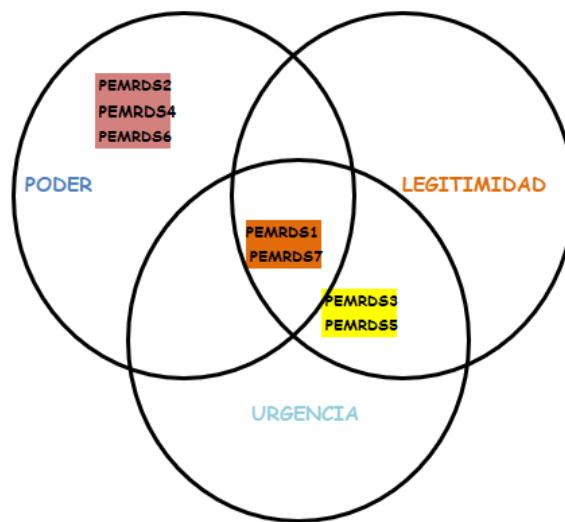 PEMRDS2
PEMRDS4
PEMRDS6
PODER
LEGITIMIDAD
PEMRDS1
PEMRDS7
PEMRDS3
PEMRDS5
URGENCIA